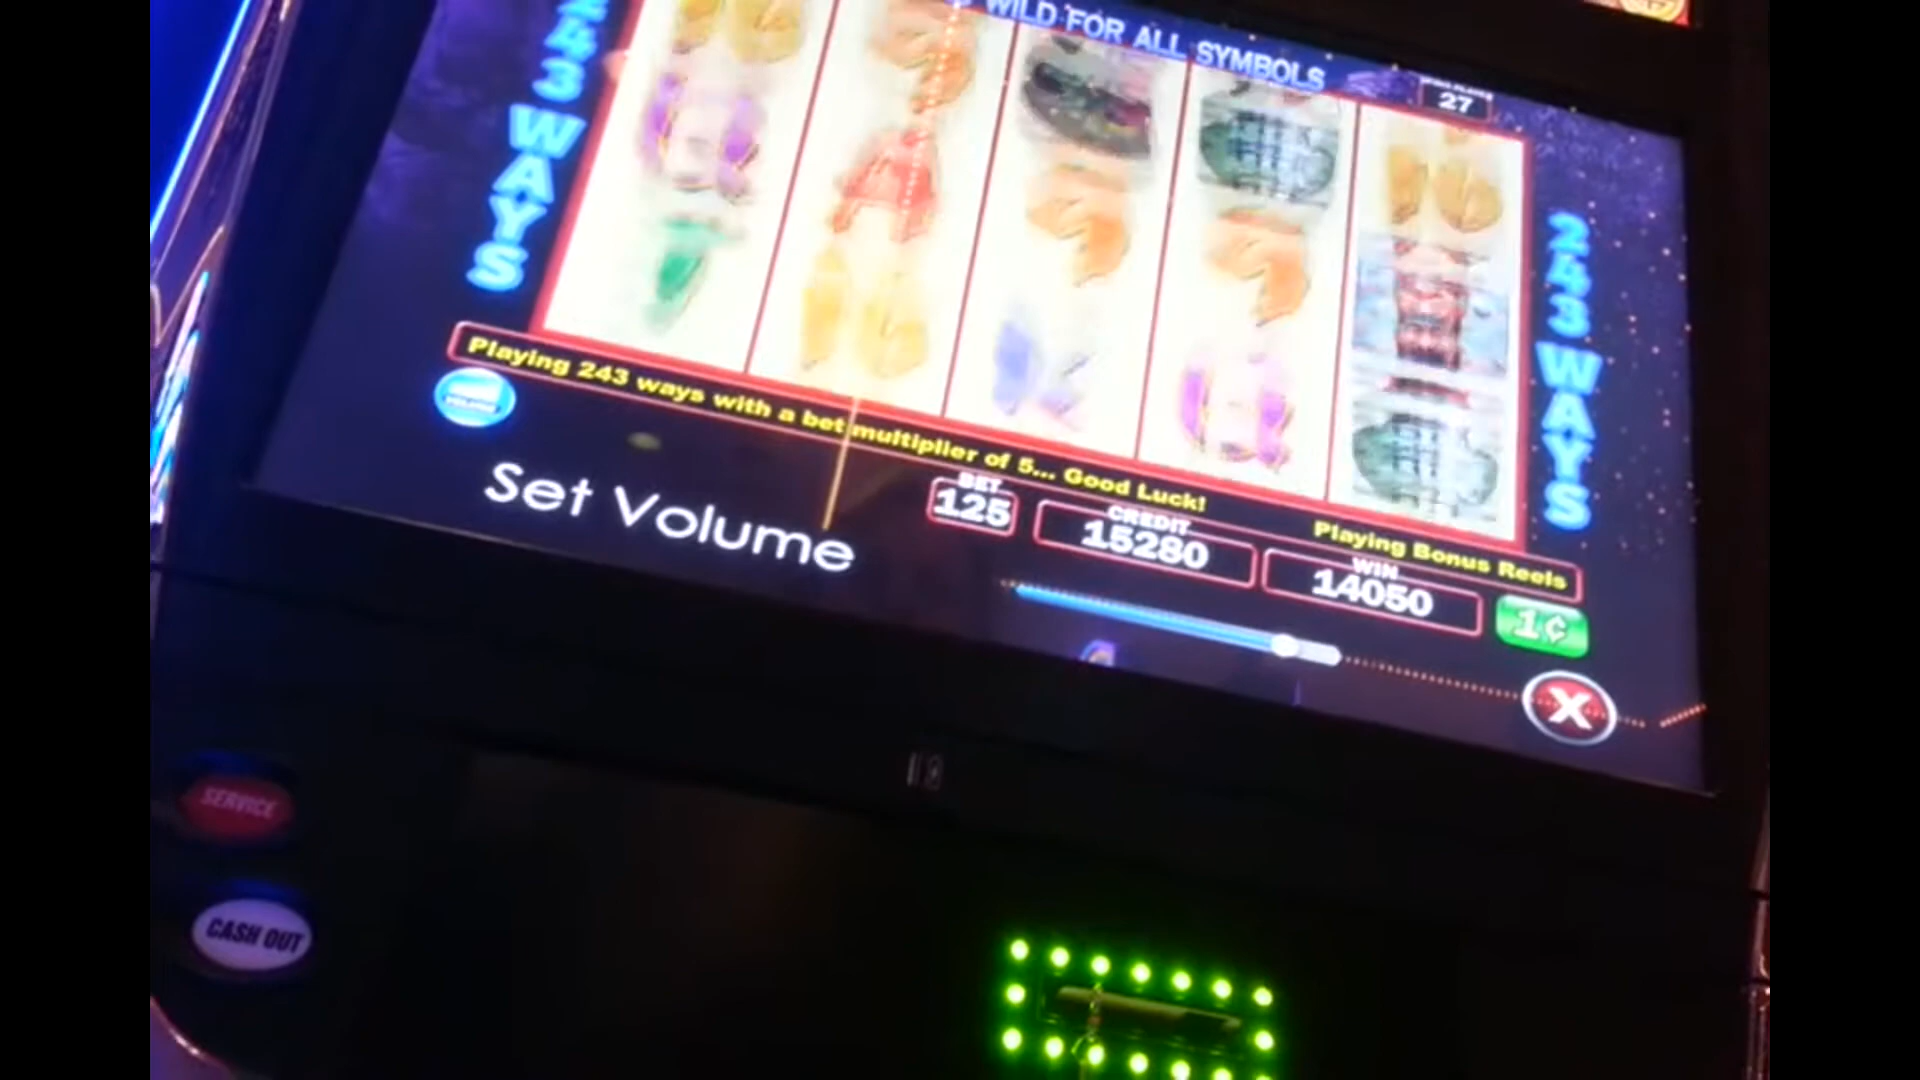 WILD FOR ALL SYMBOLS
27
243 WAYS
243 WAYS
Playing 243 ways with a bet multiplier of 5... Good Luck!
Playing Bonus Reels
VOLUME
Set Volume
BET
125
CREDIT
15280
WIN
14050
1¢
X
SERVICE
CASH OUT